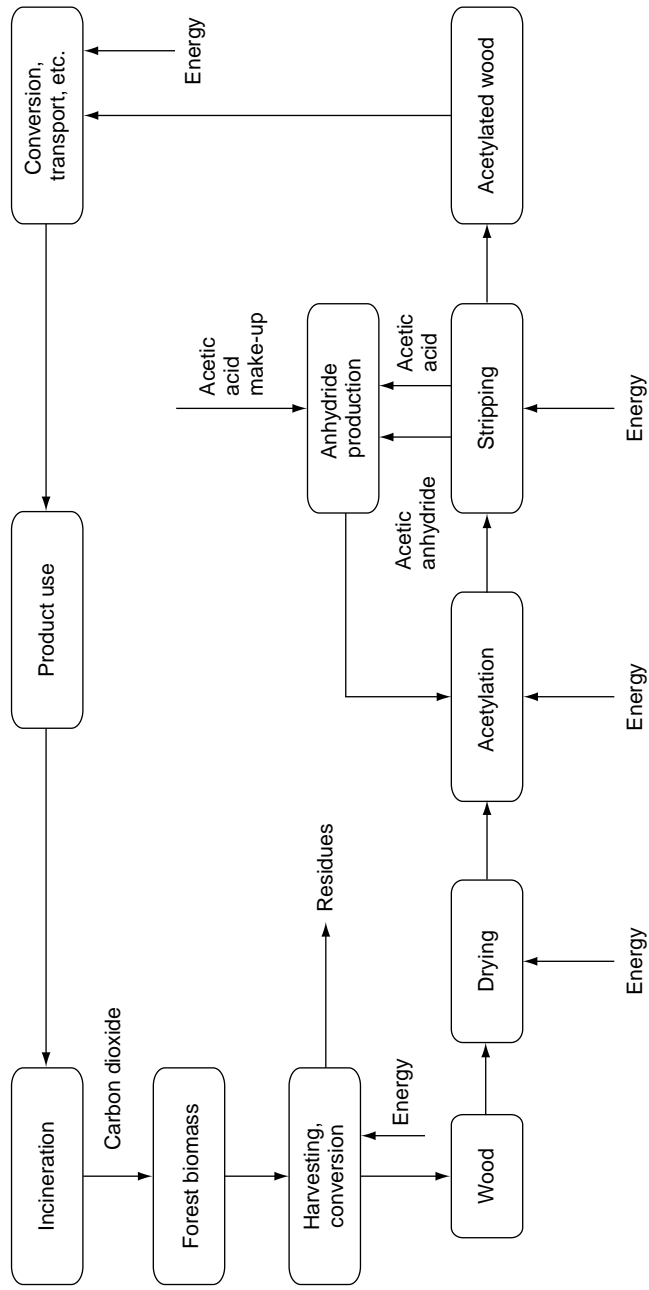 Incineration
Product use
Conversion,
transport, etc.
Carbon dioxide
Energy
Forest biomass
Harvesting,
conversion
Residues
Energy
Acetic
acid
make-up
Anhydride
production
Acetic
anhydride
Acetic
acid
Wood
Drying
Acetylation
Stripping
Acetylated wood
Energy
Energy
Energy